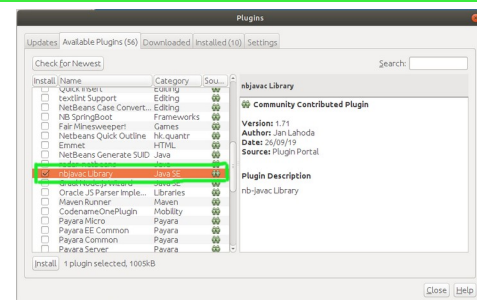 Plugins
Updates Available Plugins (56) Downloaded Installed (10) Settings
Check for Newest
Search:
Install Name Category Sou...
Quick Insert Editing
textlint Support Editing
NetBeans Case Convert... Editing
NB SpringBoot Frameworks
Fair Minesweeper! Games
Netbeans Quick Outline hk.quantr
Emmet HTML
NetBeans Generate SUID Java
radar-netbeans Java
nbjavac Library Java SE
Java SE
Oracle JS Parser Imple... Libraries
Maven Runner Maven
CodenameOnePlugin Mobility
Payara Micro Payara
Payara EE Common Payara
Payara Common Payara
Payara Server Payara
nbjavac Library
Community Contributed Plugin
Version: 1.71
Author: Jan Lahoda
Date: 26/09/19
Source: Plugin Portal
Plugin Description
nb-javac Library
Install 1 plugin selected, 1005kB
Close Help